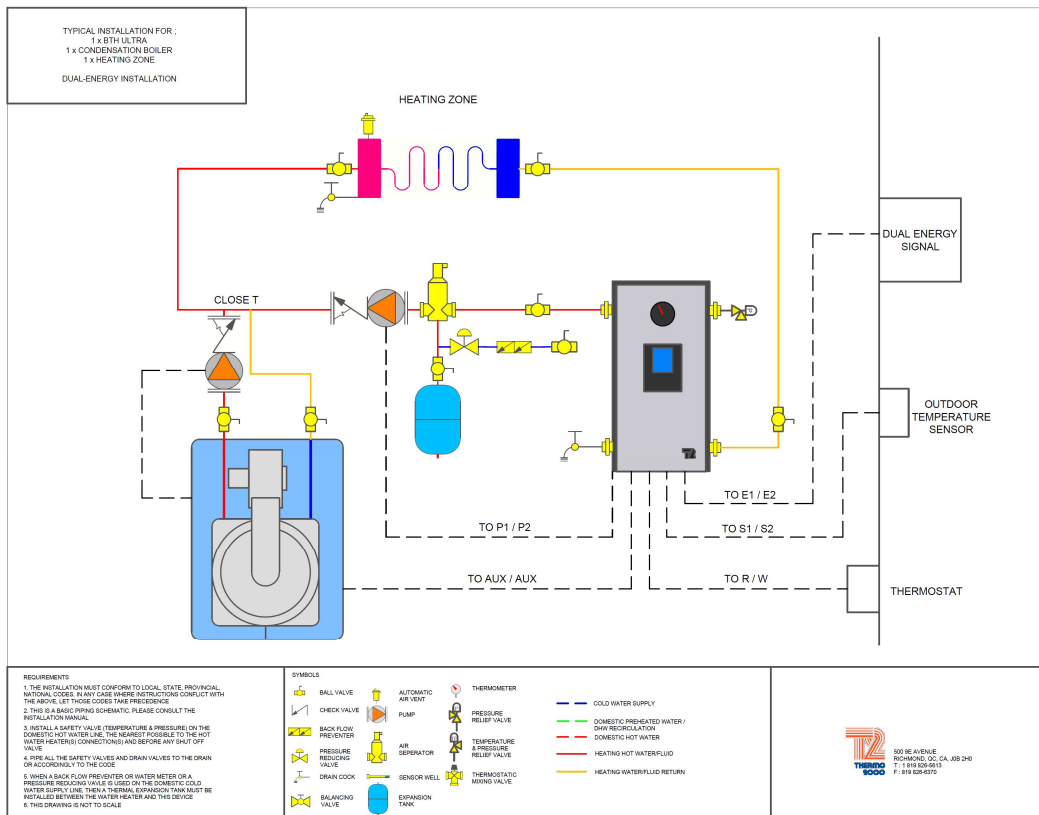 TYPICAL INSTALLATION FOR ;
1 x BTH ULTRA
1 x CONDENSATION BOILER
1 x HEATING ZONE
DUAL-ENERGY INSTALLATION
HEATING ZONE
DUAL ENERGY
SIGNAL
CLOSE T
OUTDOOR
TEMPERATURE
SENSOR
T2
TO E1 / E2
TO P1 / P2
TO S1 / S2
TO AUX / AUX
TO R / W
THERMOSTAT
REQUIREMENTS
1. THE INSTALLATION MUST CONFORM TO LOCAL, STATE, PROVINCIAL,
NATIONAL CODES. IN ANY CASE WHERE INSTRUCTIONS CONFLICT WITH
THE ABOVE, LET THOSE CODES TAKE PRECEDENCE
2. THIS IS A BASIC PIPING SCHEMATIC. PLEASE CONSULT THE
INSTALLATION MANUAL
3. INSTALL A SAFETY VALVE (TEMPERATURE & PRESSURE) ON THE
DOMESTIC HOT WATER LINE, THE NEAREST POSSIBLE TO THE HOT
WATER HEATER(S) CONNECTION(S) AND BEFORE ANY SHUT OFF
VALVE
4. PIPE ALL THE SAFETY VALVES AND DRAIN VALVES TO THE DRAIN
OR ACCORDINGLY TO THE CODE
5. WHEN A BACK FLOW PREVENTER OR WATER METER OR A
PRESSURE REDUCING VAVLE IS USED ON THE DOMESTIC COLD
WATER SUPPLY LINE, THEN A THERMAL EXPANSION TANK MUST BE
INSTALLED BETWEEN THE WATER HEATER AND THIS DEVICE
6. THIS DRAWING IS NOT TO SCALE
SYMBOLS
BALL VALVE
CHECK VALVE
BACK FLOW
PREVENTER
PRESSURE
REDUCING
VALVE
DRAIN COCK
BALANCING
VALVE
AUTOMATIC
AIR VENT
PUMP
AIR
SEPERATOR
SENSOR WELL
EXPANSION
TANK
THERMOMETER
PRESSURE
RELIEF VALVE
TEMPERATURE
& PRESSURE
RELIEF VALVE
THERMOSTATIC
MIXING VALVE
COLD WATER SUPPLY
DOMESTIC PREHEATED WATER /
DHW RECIRCULATION
DOMESTIC HOT WATER
HEATING HOT WATER/FLUID
HEATING WATER/FLUID RETURN
T2
THERMO
2000
500 9E AVENUE
RICHMOND, QC, CA, J0B 2H0
T : 1 819 826-5613
F : 819 826-6370